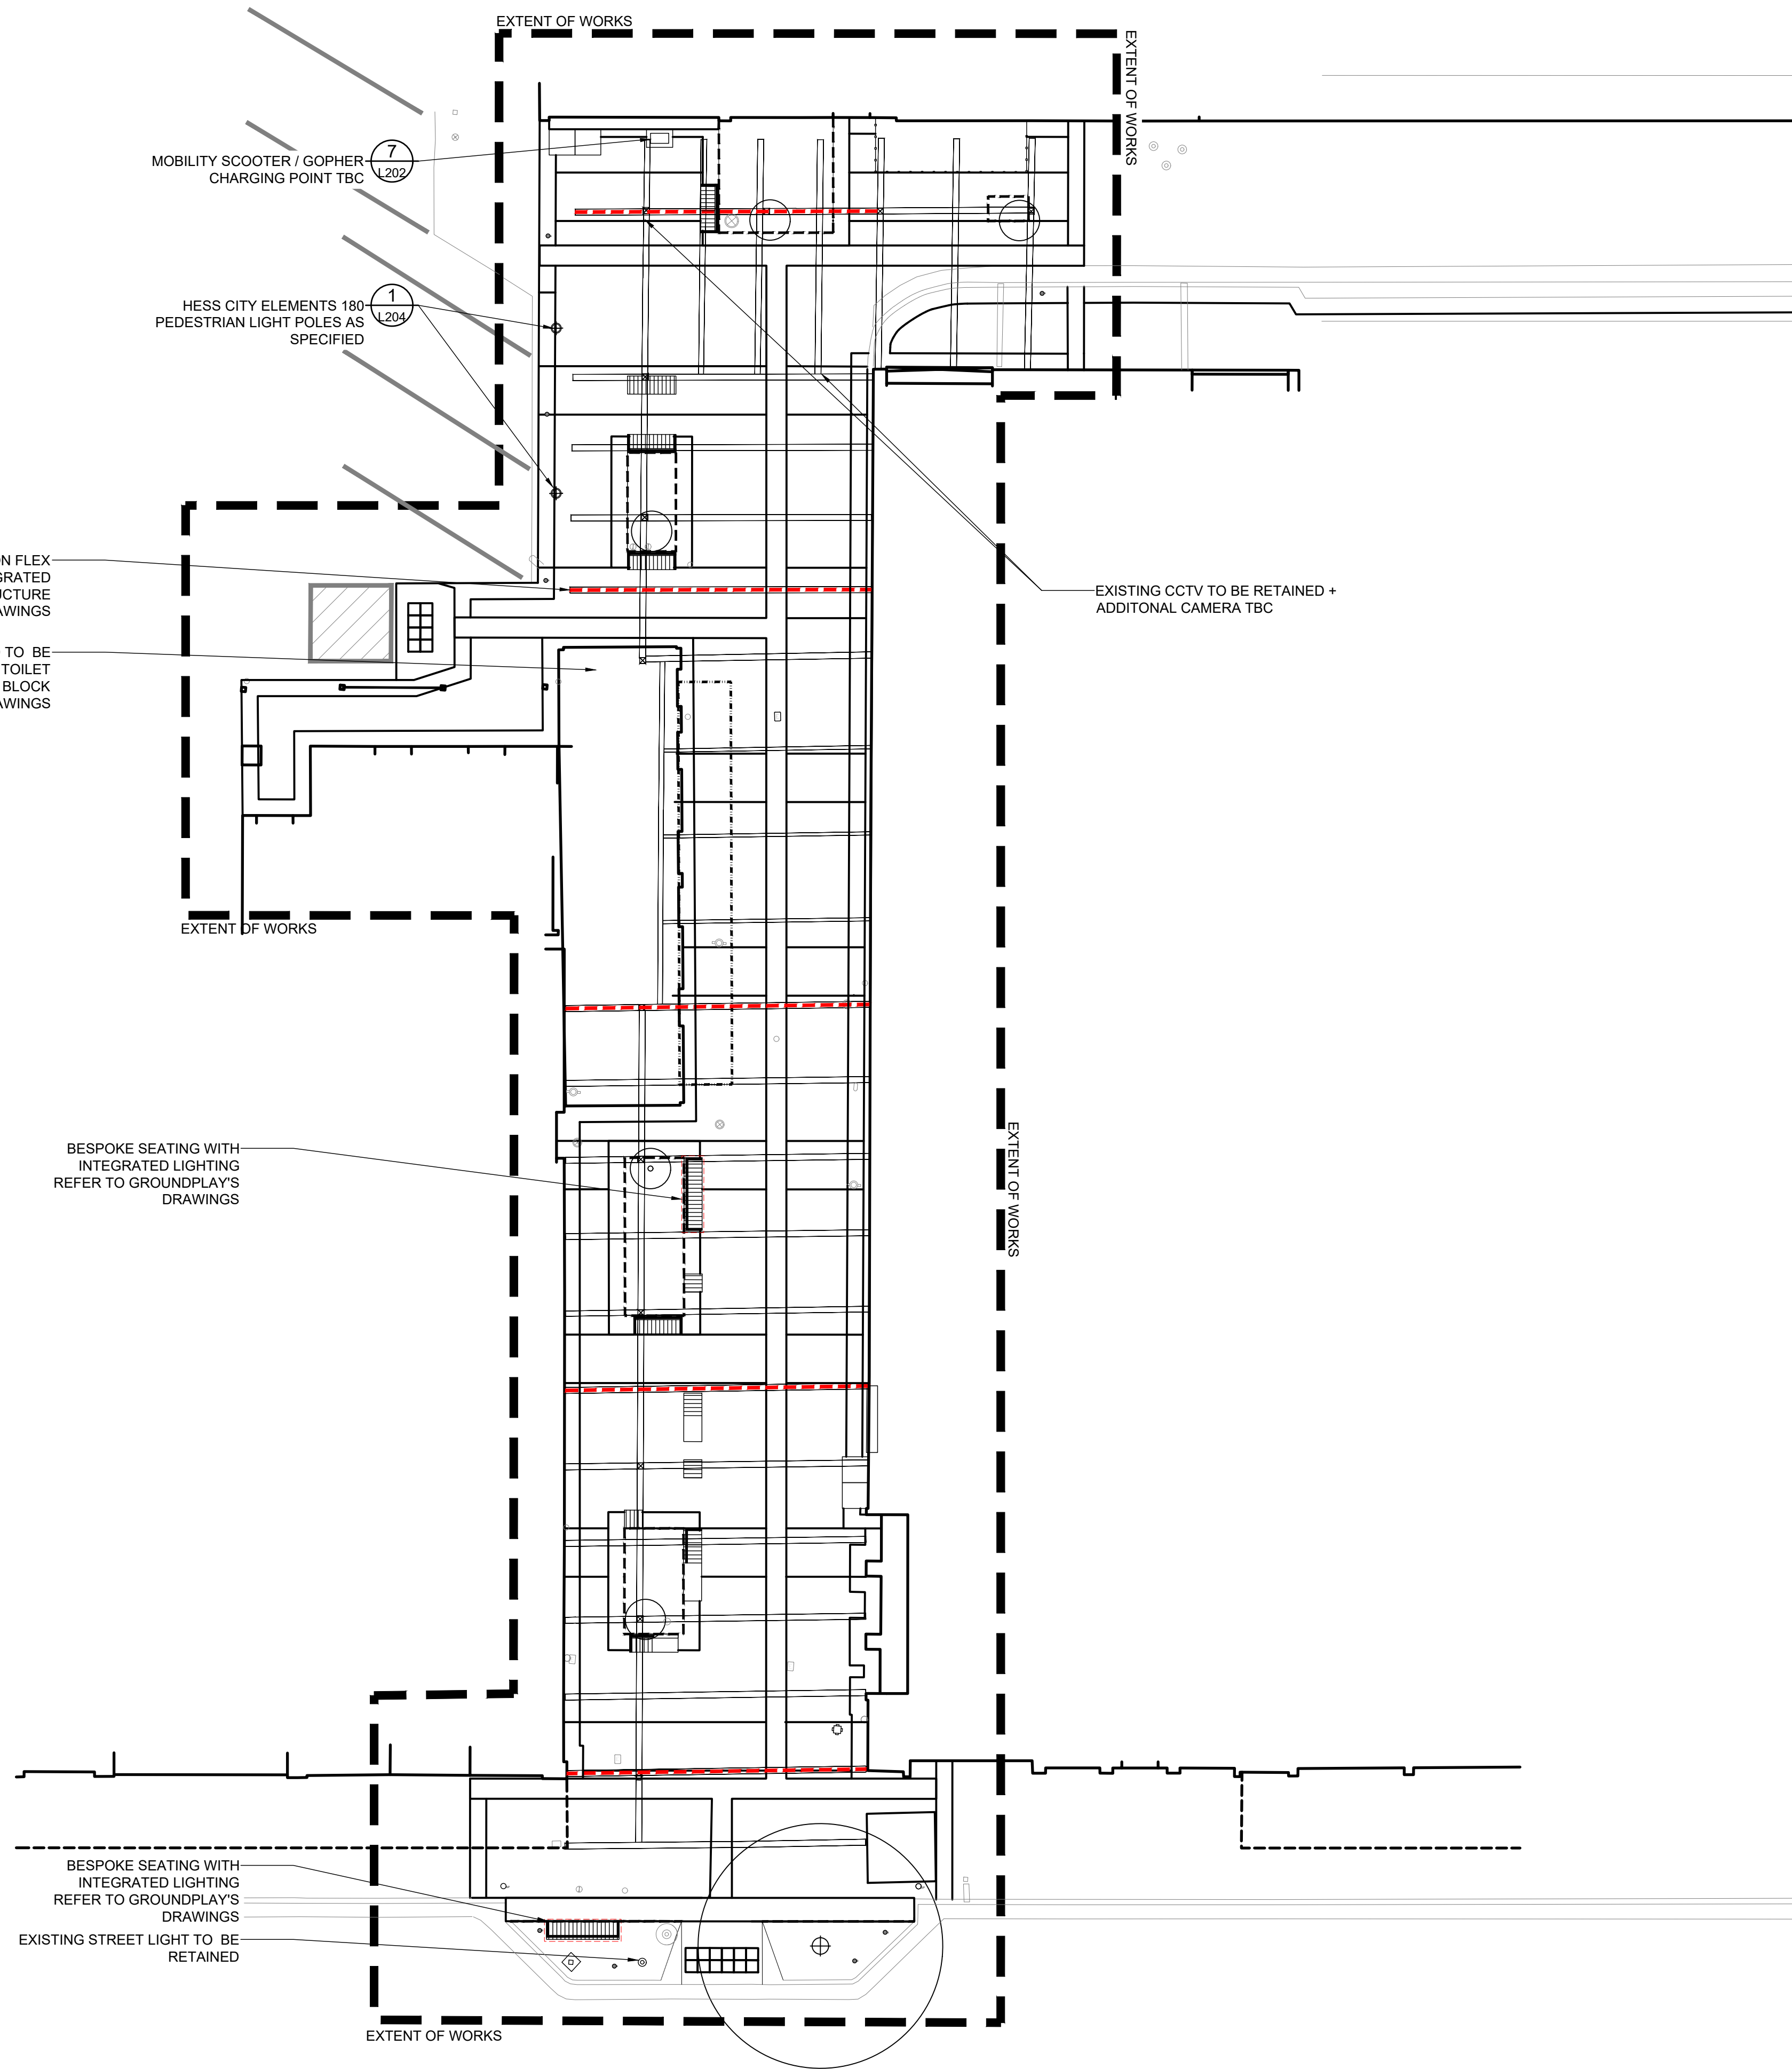 EXTENT OF WORKS
EXTENT OF WORKS
MOBILITY SCOOTER / GOPHER
CHARGING POINT TBC
7
L202
HESS CITY ELEMENTS 180
PEDESTRIAN LIGHT POLES AS
SPECIFIED
1
L204
N FLEX
GRATED
UCTURE
AWINGS
EXISTING CCTV TO BE RETAINED +
ADDITONAL CAMERA TBC
TO BE
TOILET
BLOCK
AWINGS
EXTENT OF WORKS
BESPOKE SEATING WITH
INTEGRATED LIGHTING
REFER TO GROUNDPLAY'S
DRAWINGS
EXTENT OF WORKS
BESPOKE SEATING WITH
INTEGRATED LIGHTING
REFER TO GROUNDPLAY'S
DRAWINGS
EXISTING STREET LIGHT TO BE
RETAINED
EXTENT OF WORKS